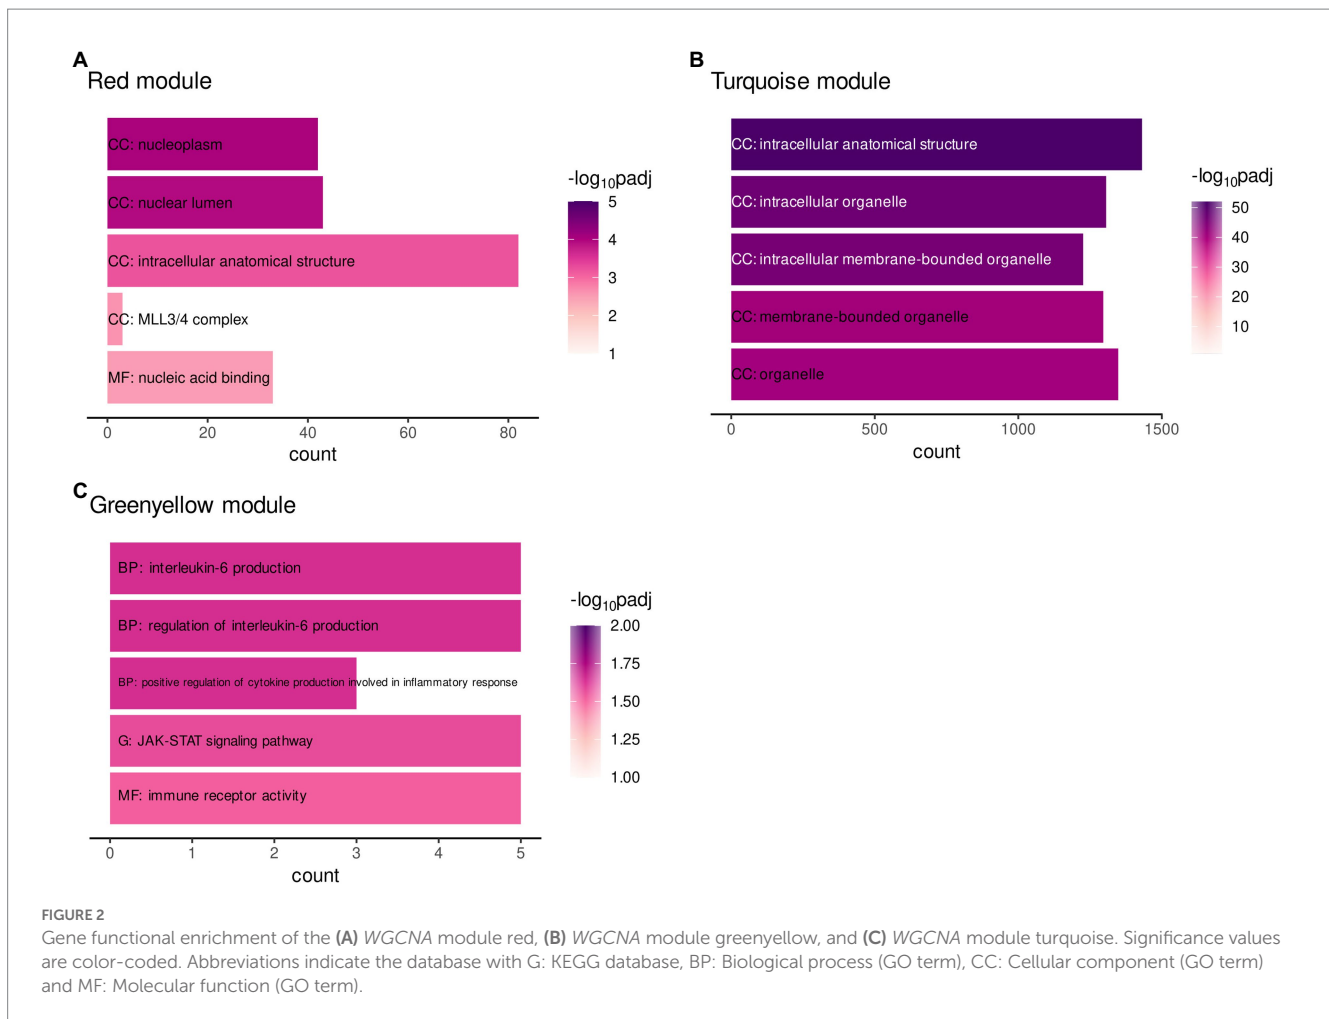 A
Red module
CC: nucleoplasm
CC: nuclear lumen
CC: intracellular anatomical structure
CC: MLL3/4 complex
MF: nucleic acid binding
0 20 40 60 80
count
-log10padj
5
4
3
2
1
B
Turquoise module
CC: intracellular anatomical structure
CC: intracellular organelle
CC: intracellular membrane-bounded organelle
CC: membrane-bounded organelle
CC: organelle
0 500 1000 1500
count
-log10padj
50
40
30
20
10
C
Greenyellow module
BP: interleukin-6 production
BP: regulation of interleukin-6 production
BP: positive regulation of cytokine production involved in inflammatory response
G: JAK-STAT signaling pathway
MF: immune receptor activity
0 1 2 3 4 5
count
-log10padj
2.00
1.75
1.50
1.25
1.00
FIGURE 2
Gene functional enrichment of the (A) WGCNA module red, (B) WGCNA module greenyellow, and (C) WGCNA module turquoise. Significance values
are color-coded. Abbreviations indicate the database with G: KEGG database, BP: Biological process (GO term), CC: Cellular component (GO term)
and MF: Molecular function (GO term).